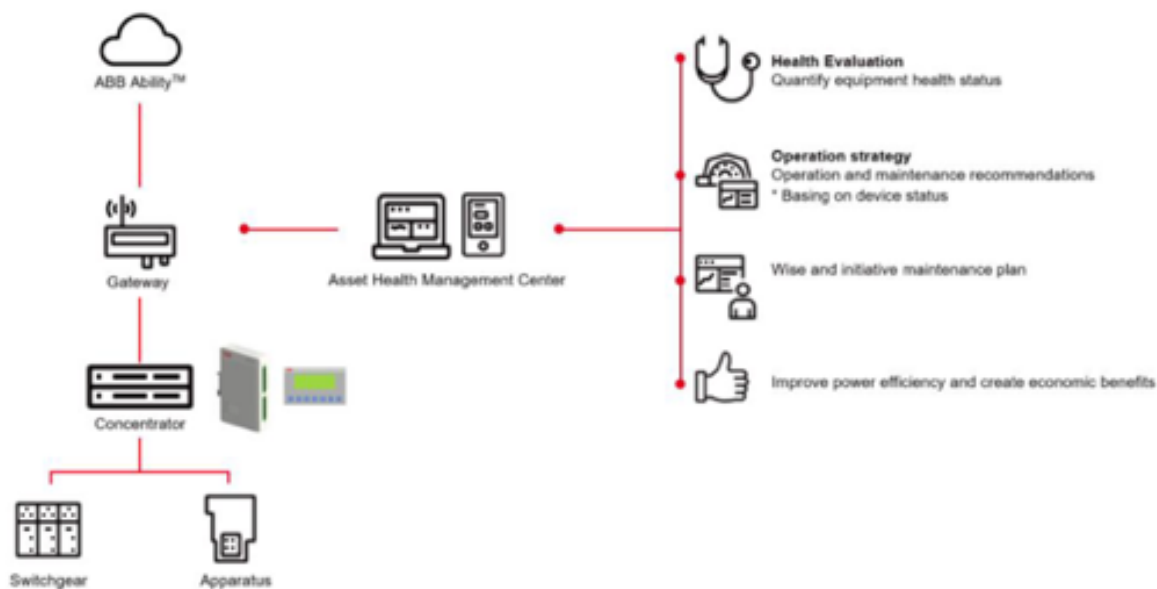 ABB Ability™
Gateway
Concentrator
Switchgear
Apparatus
Asset Health Management Center
Health Evaluation
Quantify equipment health status
Operation strategy
Operation and maintenance recommendations
* Basing on device status
Wise and initiative maintenance plan
Improve power efficiency and create economic benefits